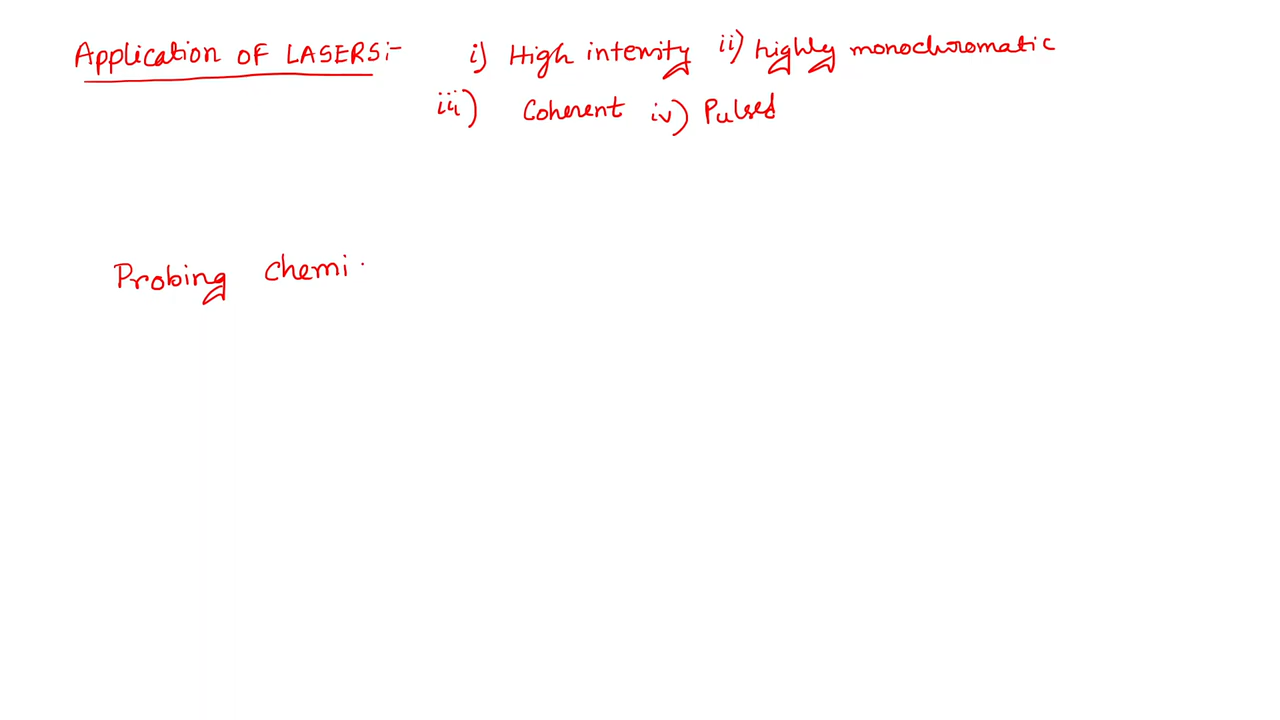 Application OF LASERS:- i) High intensity ii) highly monochromatic
iii) Coherent iv) Pulsed
Probing chemi